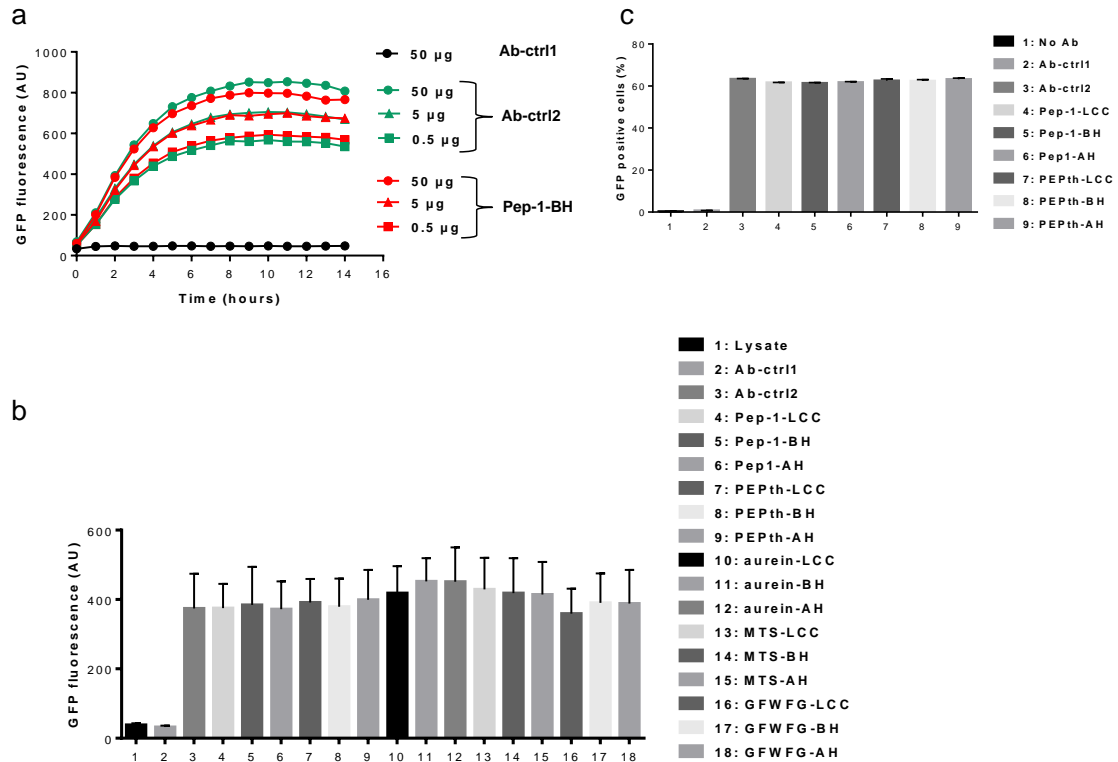 a
GFP fluorescence (AU)
1000
800
600
400
200
0
0 2 4 6 8 10 12 14 16
Time (hours)
50 µg Ab-ctrl1
50 µg
5 µg Ab-ctrl2
0.5 µg
50 µg
5 µg Pep-1-BH
0.5 µg
c
GFP positive cells (%)
80
60
40
20
0
1 2 3 4 5 6 7 8 9
1: No Ab
2: Ab-ctrl1
3: Ab-ctrl2
4: Pep-1-LCC
5: Pep-1-BH
6: Pep1-AH
7: PEPth-LCC
8: PEPth-BH
9: PEPth-AH
b
GFP fluorescence (AU)
600
400
200
0
1 2 3 4 5 6 7 8 9 10 11 12 13 14 15 16 17 18
1: Lysate
2: Ab-ctrl1
3: Ab-ctrl2
4: Pep-1-LCC
5: Pep-1-BH
6: Pep1-AH
7: PEPth-LCC
8: PEPth-BH
9: PEPth-AH
10: aurein-LCC
11: aurein-BH
12: aurein-AH
13: MTS-LCC
14: MTS-BH
15: MTS-AH
16: GFWFG-LCC
17: GFWFG-BH
18: GFWFG-AH